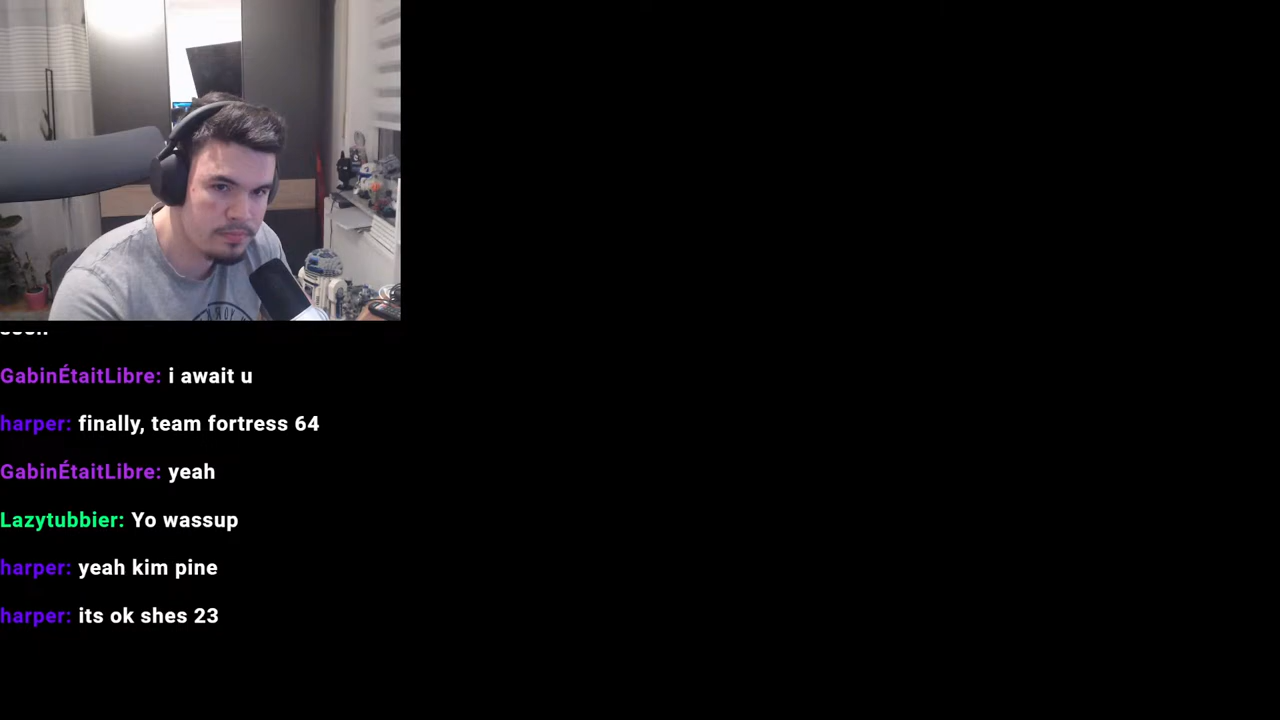 GabinÉtaitLibre: i await u
harper: finally, team fortress 64
GabinÉtaitLibre: yeah
Lazytubbier: Yo wassup
harper: yeah kim pine
harper: its ok shes 23